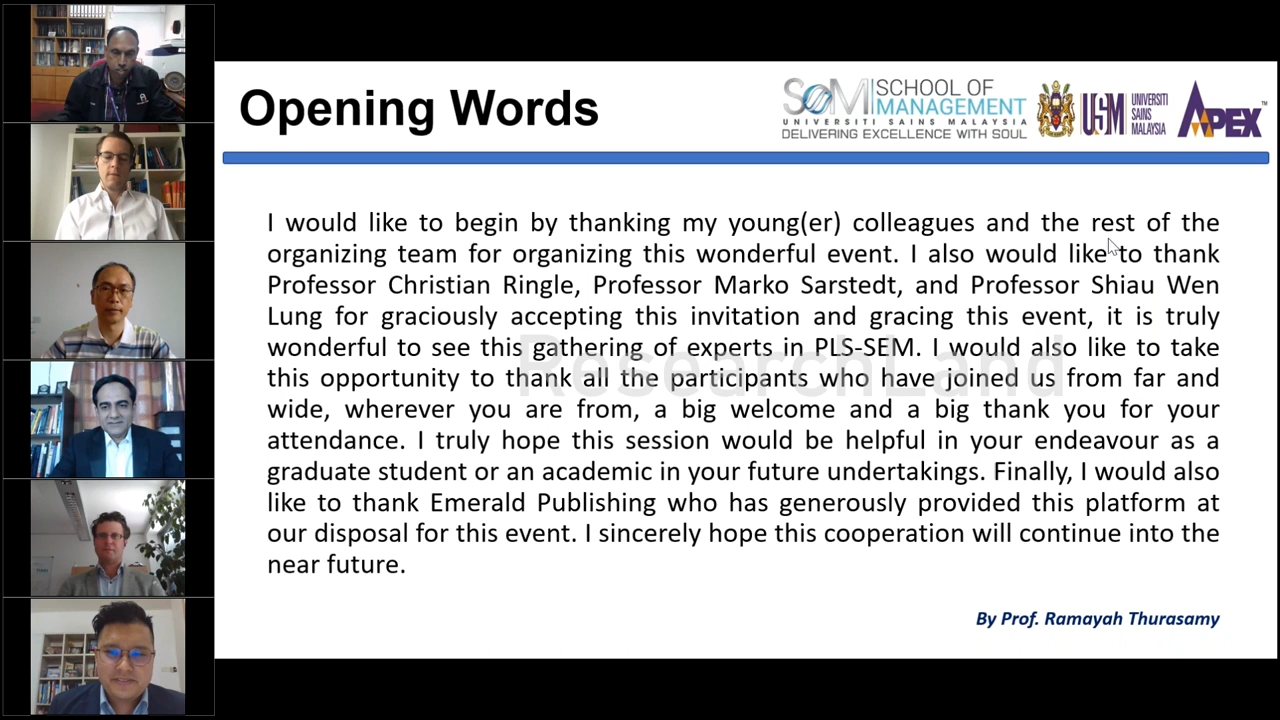 Opening Words
SoM SCHOOL OF
MANAGEMENT
UNIVERSITI SAINS MALAYSIA
DELIVERING EXCELLENCE WITH SOUL
USM UNIVERSITI
SAINS
MALAYSIA
APEX™
I would like to begin by thanking my young(er) colleagues and the rest of the
organizing team for organizing this wonderful event. I also would like to thank
Professor Christian Ringle, Professor Marko Sarstedt, and Professor Shiau Wen
Lung for graciously accepting this invitation and gracing this event, it is truly
wonderful to see this gathering of experts in PLS-SEM. I would also like to take
this opportunity to thank all the participants who have joined us from far and
wide, wherever you are from, a big welcome and a big thank you for your
attendance. I truly hope this session would be helpful in your endeavour as a
graduate student or an academic in your future undertakings. Finally, I would also
like to thank Emerald Publishing who has generously provided this platform at
our disposal for this event. I sincerely hope this cooperation will continue into the
near future.
ResearchLand
By Prof. Ramayah Thurasamy